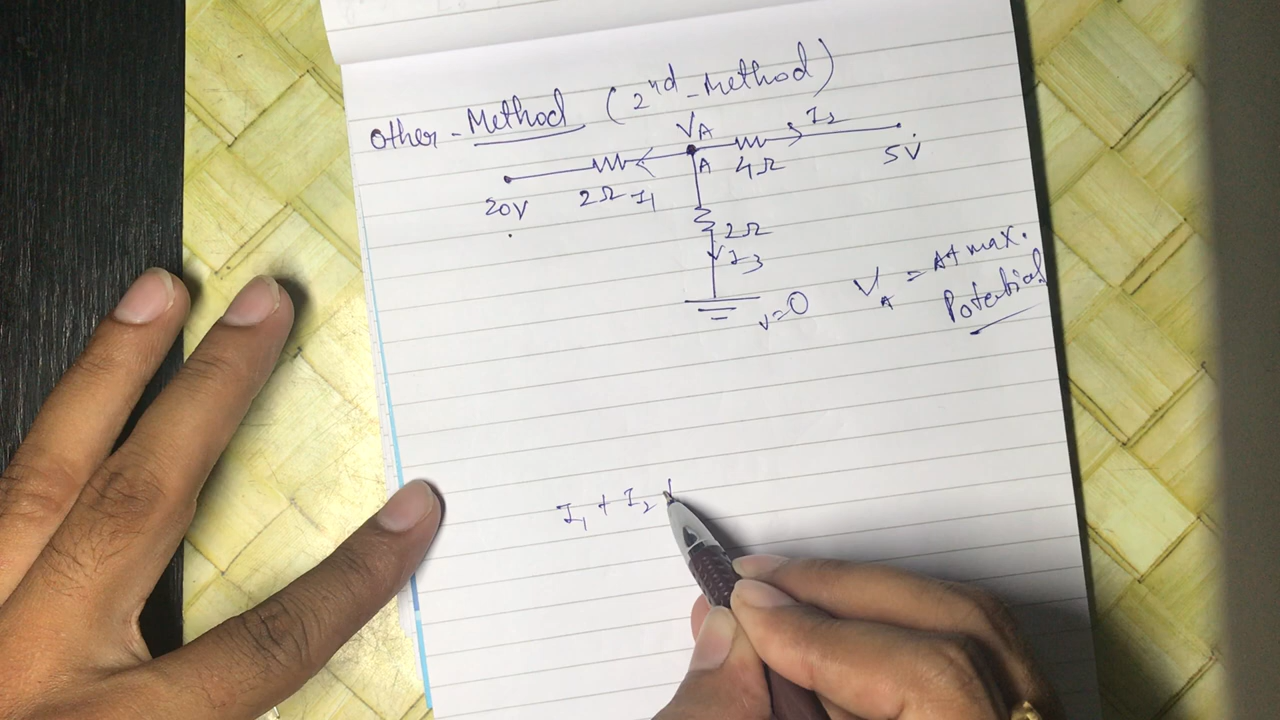 Other - Method (2nd - Method)
VA
I2
A
4Ω
5V
20V
2Ω I1
2Ω
I3
V=0
VA = At max.
Potential
I1 + I2 +